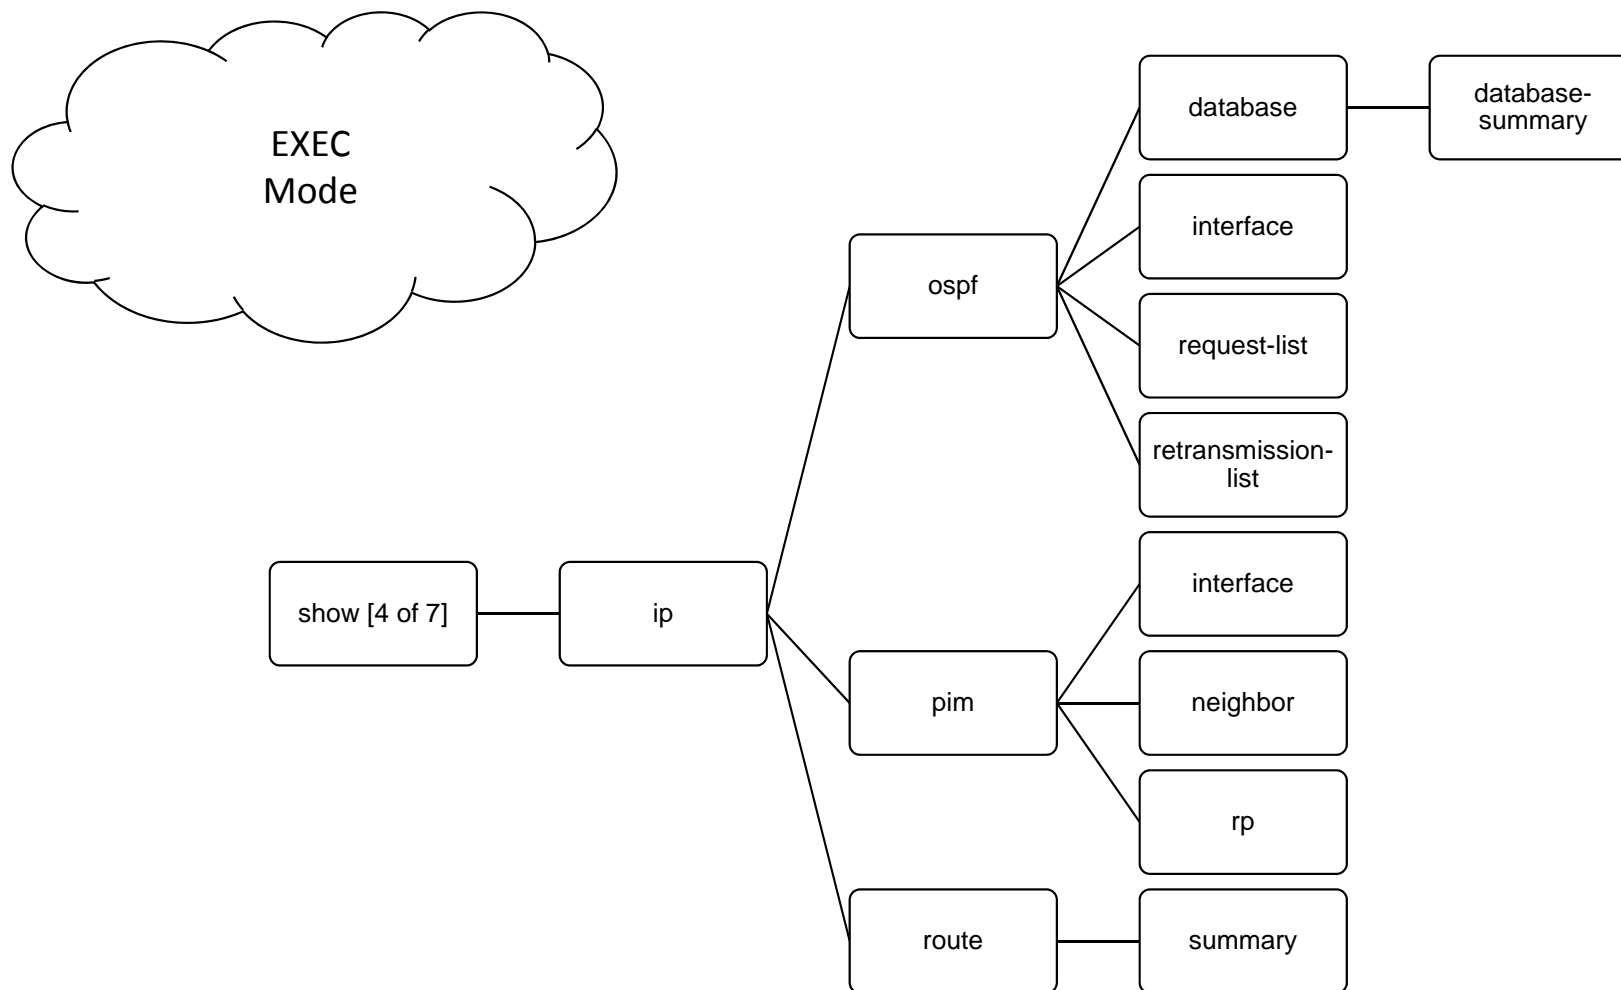 EXEC
Mode
database
database-
summary
interface
ospf
request-list
retransmission-
list
interface
show [4 of 7]
ip
pim
neighbor
rp
route
summary